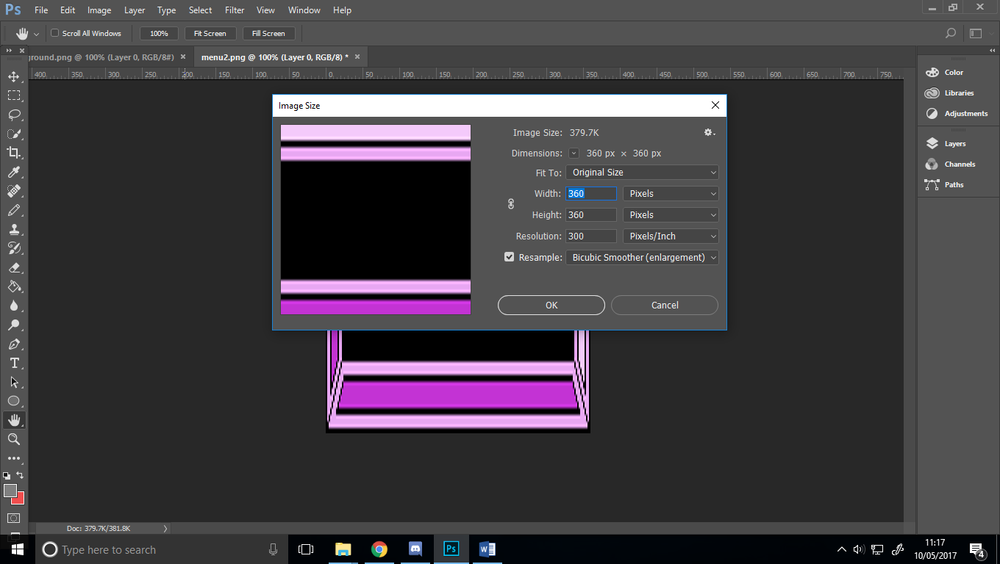 Ps File Edit Image Layer Type Select Filter View Window Help
Scroll All Windows 100% Fit Screen Fill Screen
ground.png @ 100% (Layer 0, RGB/8#) × menu2.png @ 100% (Layer 0, RGB/8) * ×
400 350 300 250 200 150 100 50 0 50 100 150 200 250 300 350 400 450 500 550 600 650 700 750
Image Size
Image Size: 379.7K
Dimensions: 360 px × 360 px
Fit To: Original Size
Width: 360 Pixels
Height: 360 Pixels
Resolution: 300 Pixels/Inch
Resample: Bicubic Smoother (enlargement)
OK Cancel
Color
Libraries
Adjustments
Layers
Channels
Paths
T
Doc: 379.7K/381.8K
Type here to search
Ps
W
11:17
10/05/2017
4